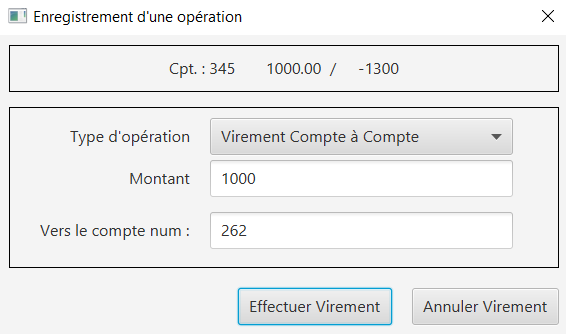 Enregistrement d'une opération
Cpt. : 345 1000.00 / -1300
Type d'opération Virement Compte à Compte
Montant 1000
Vers le compte num : 262
Effectuer Virement Annuler Virement